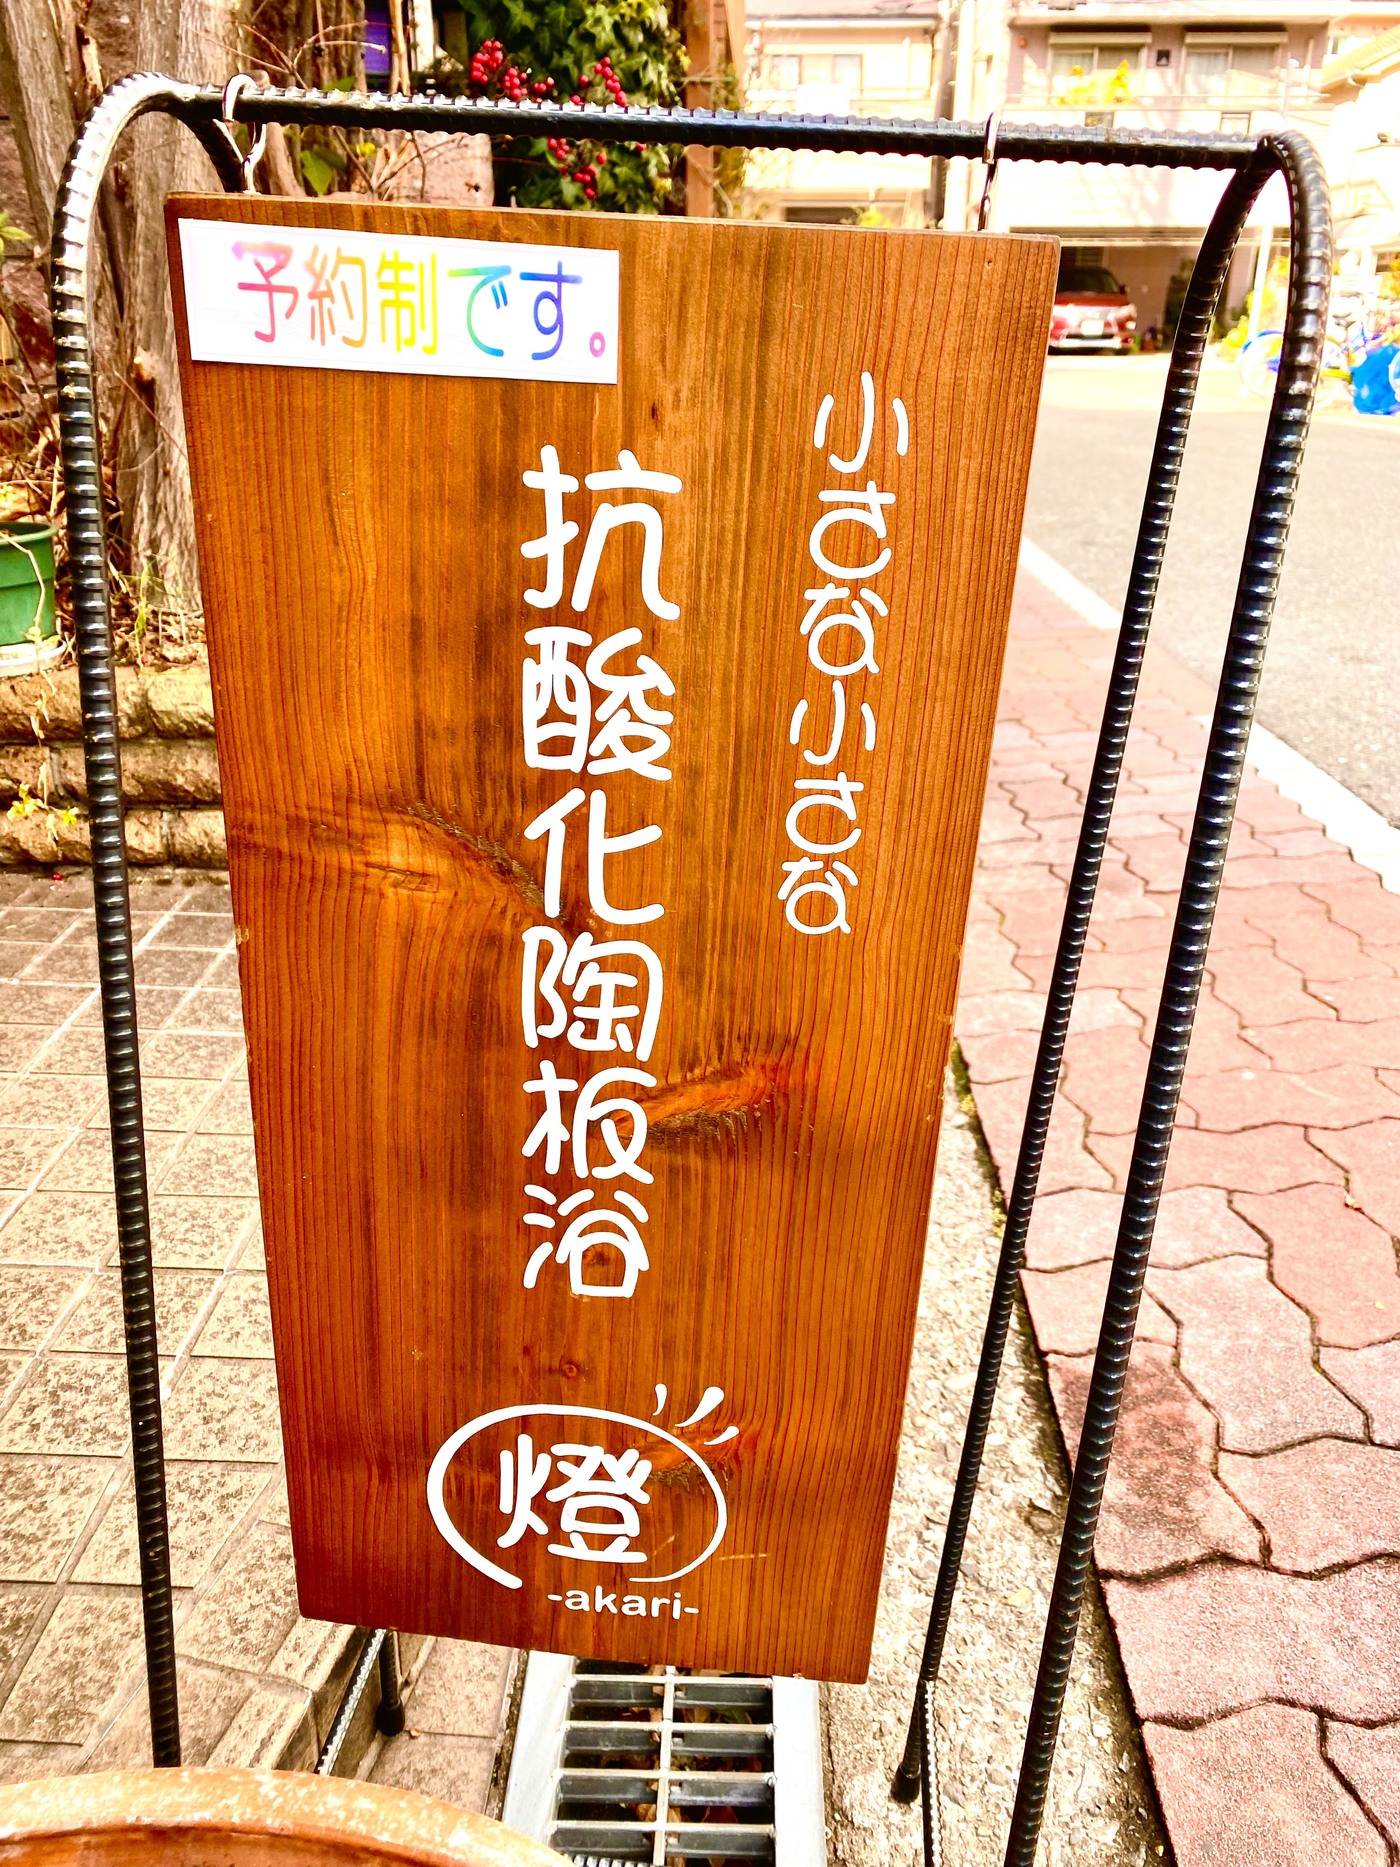 予約制です。
小さな小さな
抗酸化陶板浴
燈
-akari-